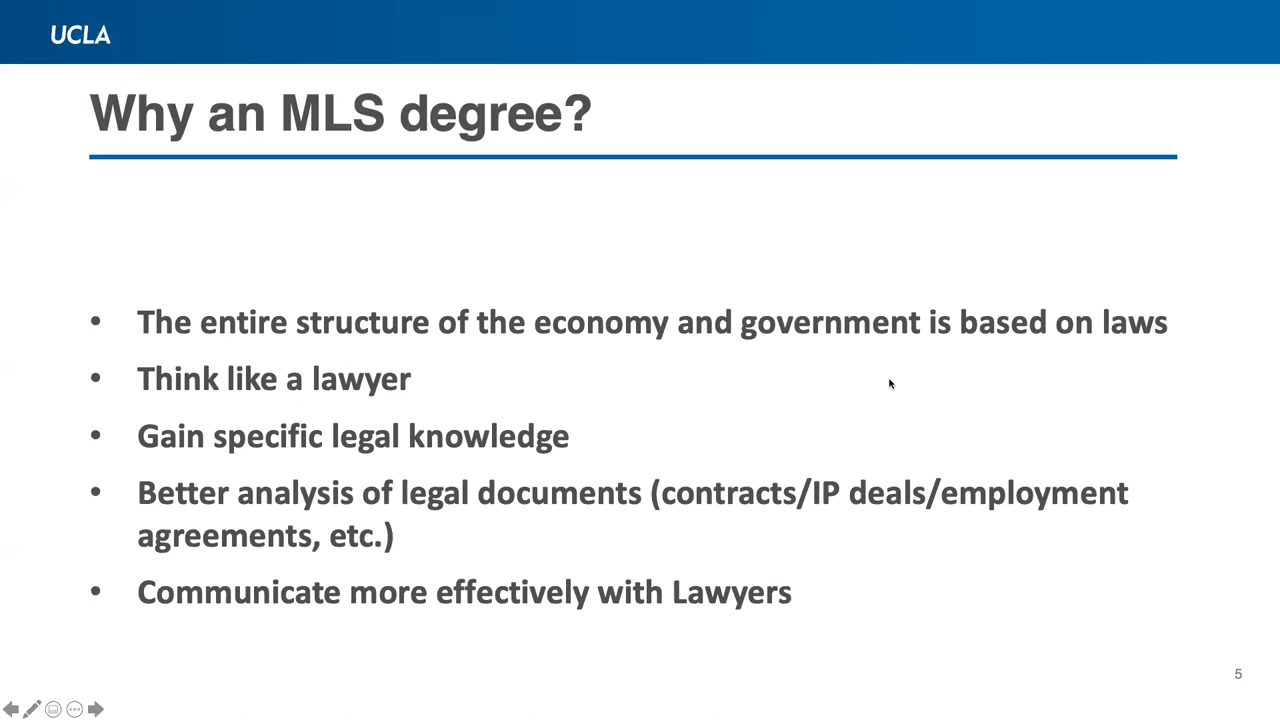 UCLA
Why an MLS degree?
• The entire structure of the economy and government is based on laws
• Think like a lawyer
• Gain specific legal knowledge
• Better analysis of legal documents (contracts/IP deals/employment
agreements, etc.)
• Communicate more effectively with Lawyers
5